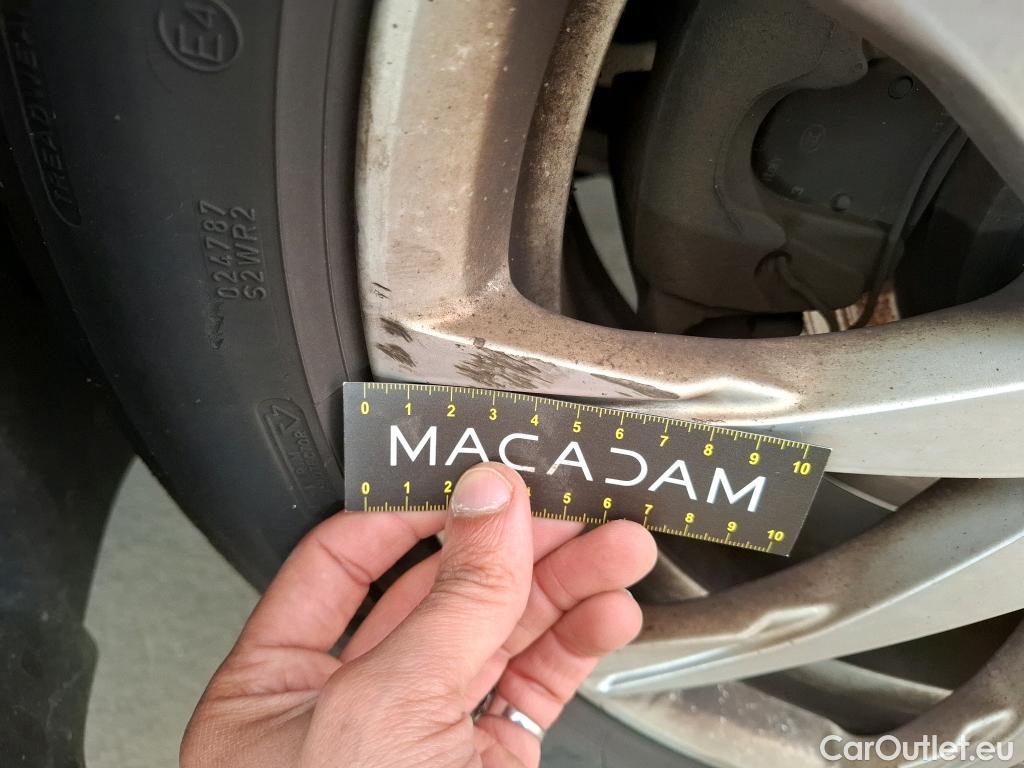 E4
TREADWEAR
024787
S2WR2
0 1 2 3 4 5 6 7 8 9 10
MACADAM
0 1 2 4 5 6 7 8 9 10
CarOutlet.eu